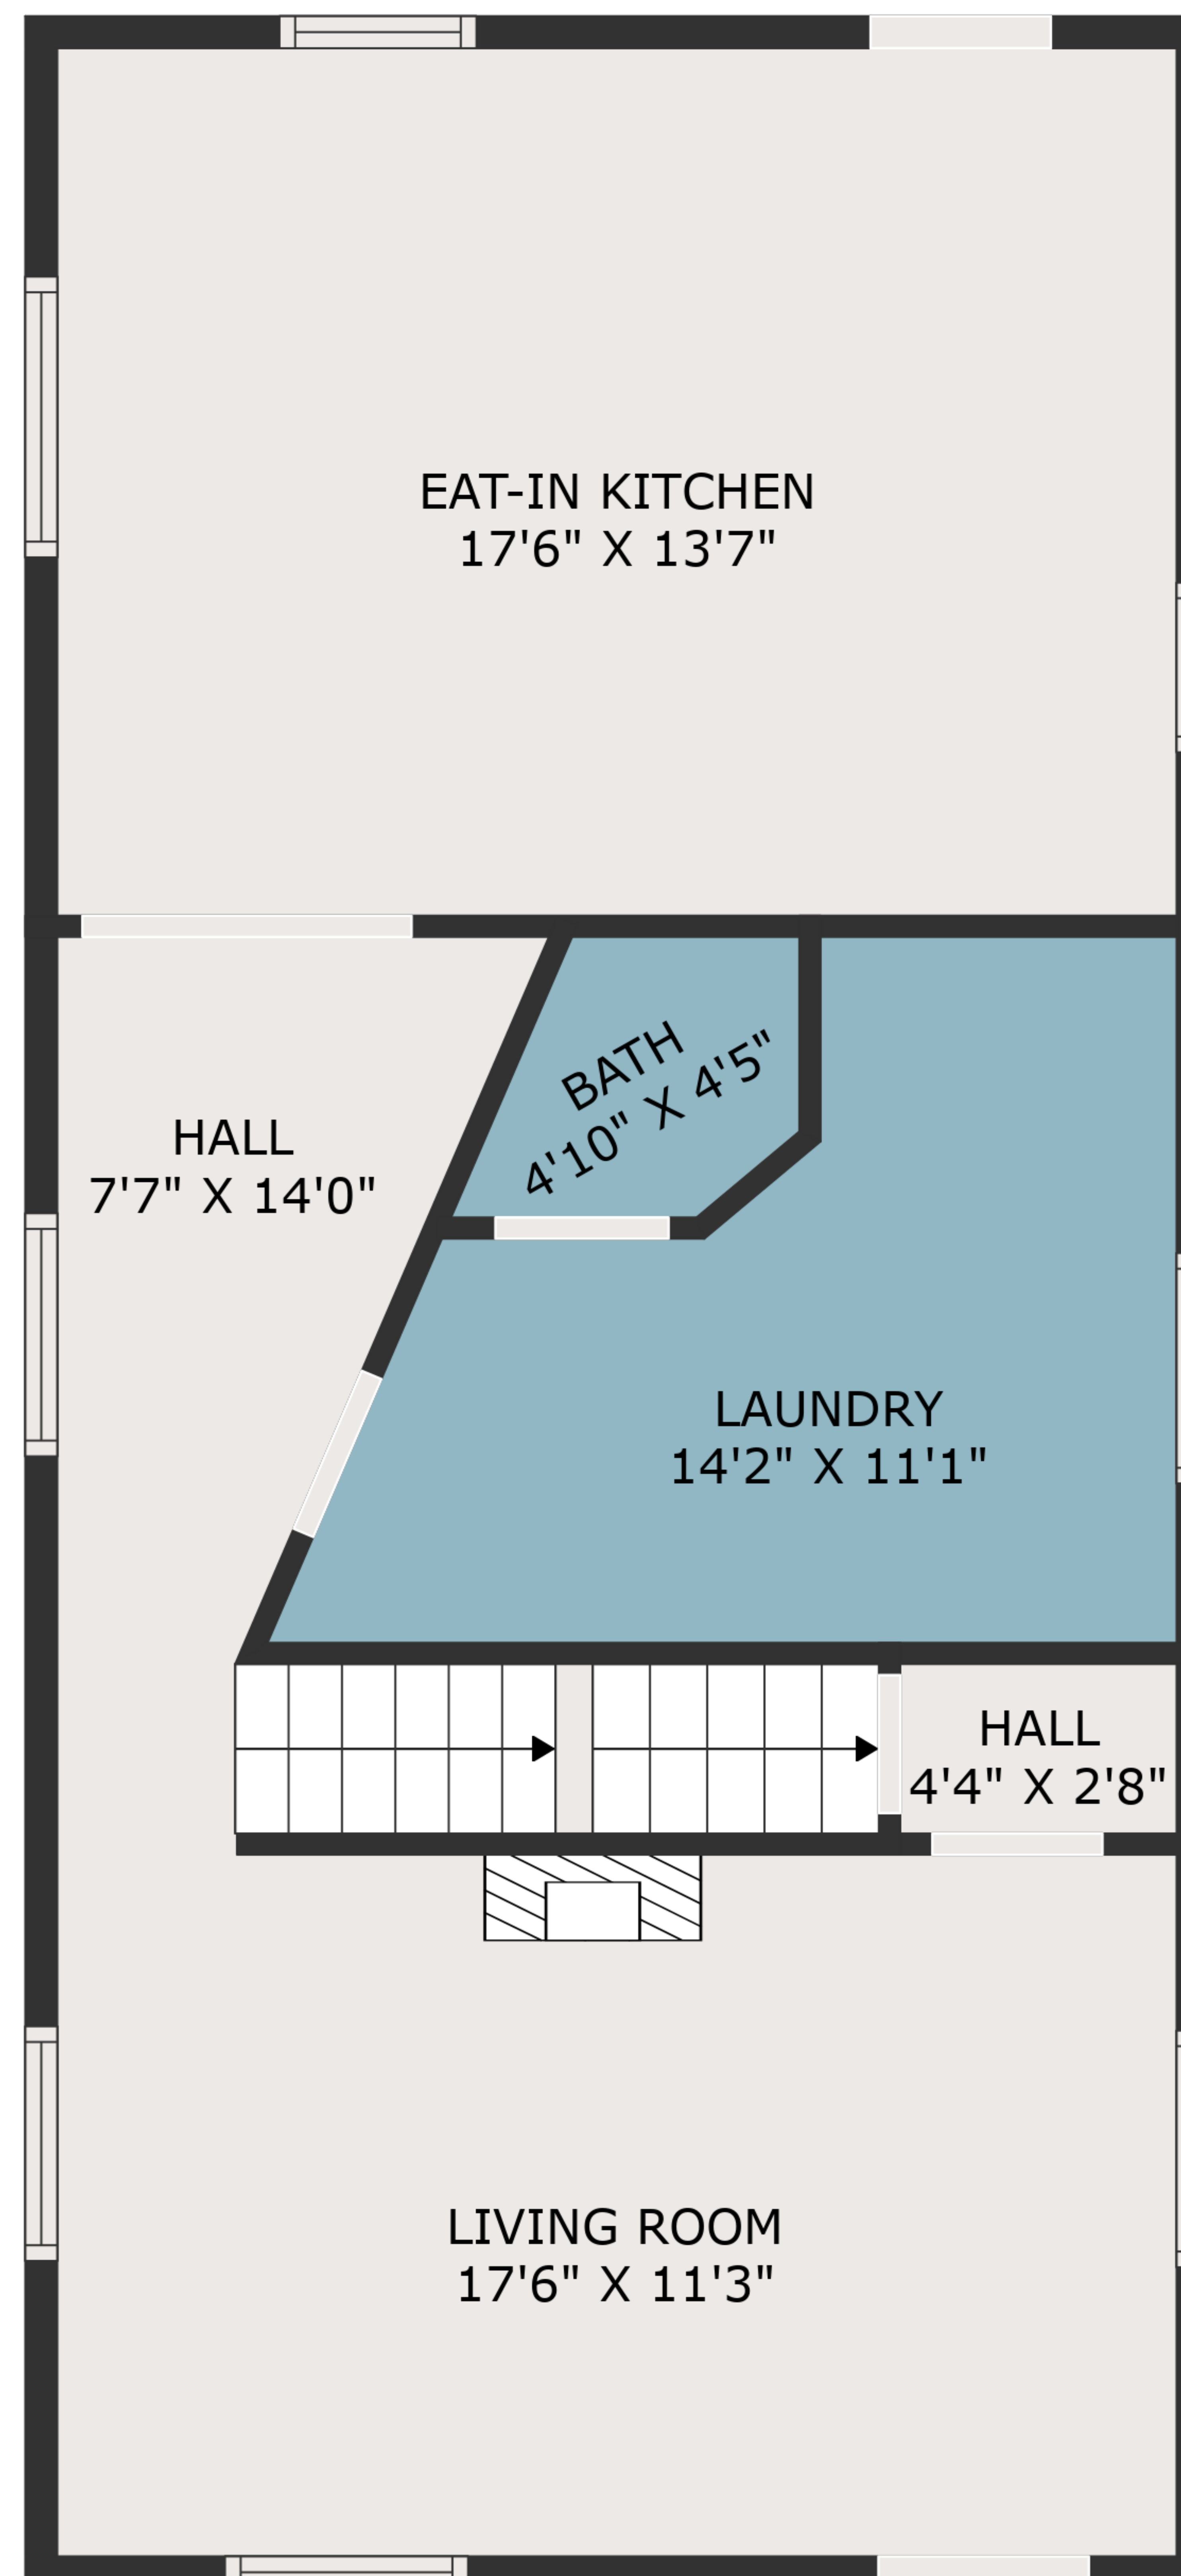 EAT-IN KITCHEN
17'6" X 13'7"
BATH
4'10" X 4'5"
HALL
7'7" X 14'0"
LAUNDRY
14'2" X 11'1"
HALL
4'4" X 2'8"
LIVING ROOM
17'6" X 11'3"